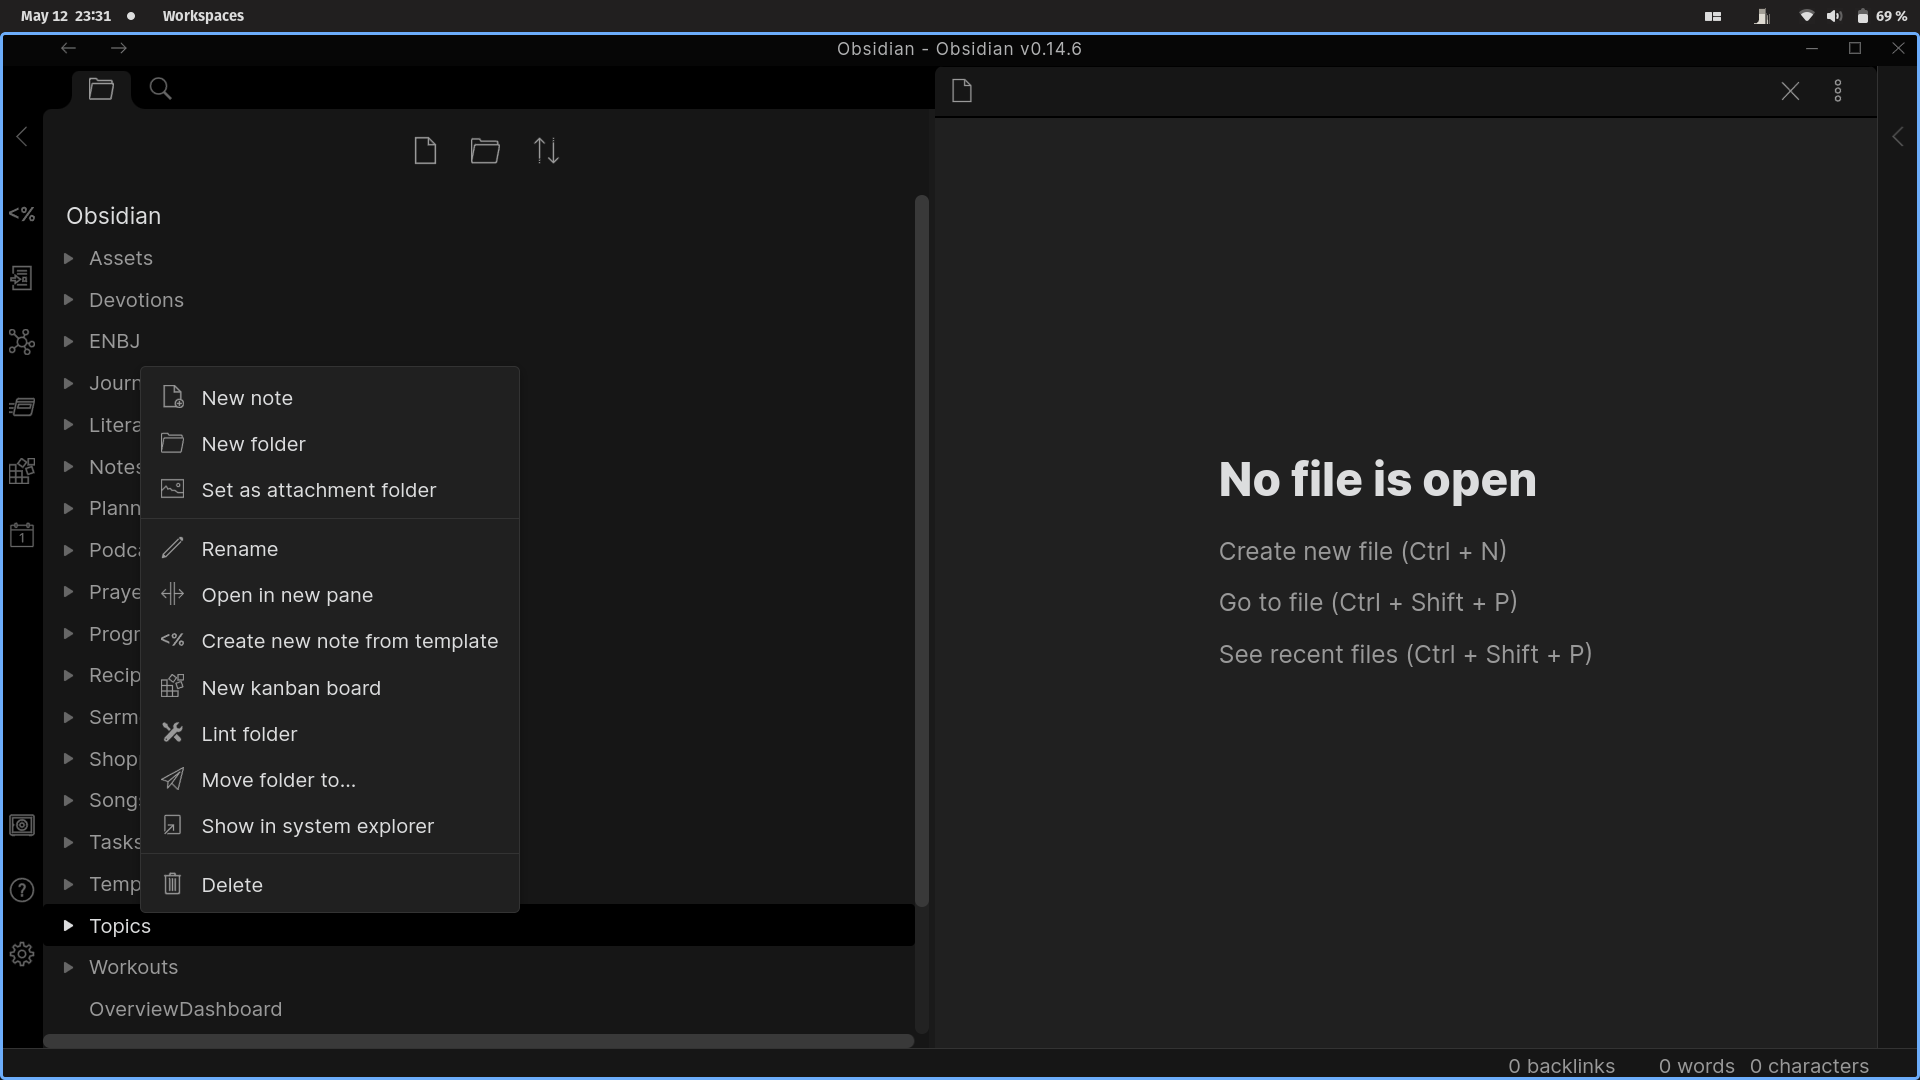 May 12 23:31
Workspaces
69 %
Obsidian - Obsidian v0.14.6
<%
Obsidian
Assets
Devotions
ENBJ
Journ
Litera
Notes
Plann
Podca
Praye
Progr
Recip
Serm
Shop
Songs
Tasks
Temp
Topics
Workouts
OverviewDashboard
1
?
New note
New folder
Set as attachment folder
Rename
Open in new pane
<% Create new note from template
New kanban board
Lint folder
Move folder to...
Show in system explorer
Delete
No file is open
Create new file (Ctrl + N)
Go to file (Ctrl + Shift + P)
See recent files (Ctrl + Shift + P)
0 backlinks 0 words 0 characters